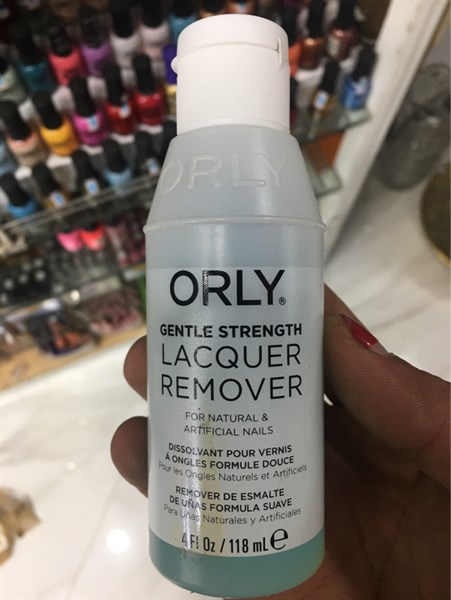 ORLY
ORLY®
GENTLE STRENGTH
LACQUER
REMOVER
FOR NATURAL &
ARTIFICIAL NAILS
DISSOLVANT POUR VERNIS
À ONGLES FORMULE DOUCE
Pour les Ongles Naturels et Artificiels
REMOVER DE ESMALTE
DE UÑAS FORMULA SUAVE
Para Uñas Naturales y Artificiales
4 Fl Oz / 118 mL e